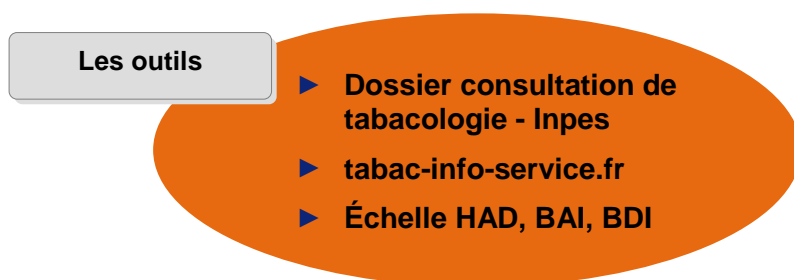 Les outils
► Dossier consultation de
tabacologie - Inpes
► tabac-info-service.fr
► Échelle HAD, BAI, BDI